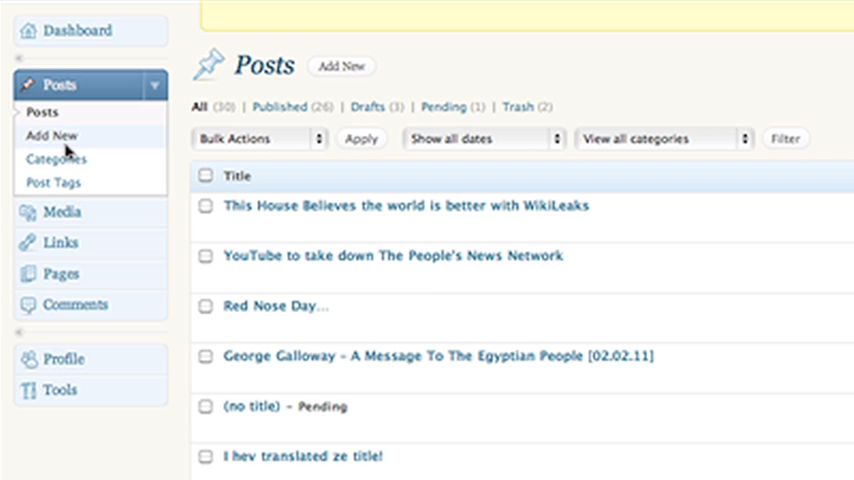 Dashboard
Posts
Posts
Add New
Categories
Post Tags
Media
Links
Pages
Comments
Profile
Tools
Posts Add New
All (30) | Published (26) | Drafts (3) | Pending (1) | Trash (2)
Bulk Actions Apply Show all dates View all categories Filter
Title
This House Believes the world is better with WikiLeaks
YouTube to take down The People's News Network
Red Nose Day...
George Galloway – A Message To The Egyptian People [02.02.11]
(no title) – Pending
I hev translated ze title!